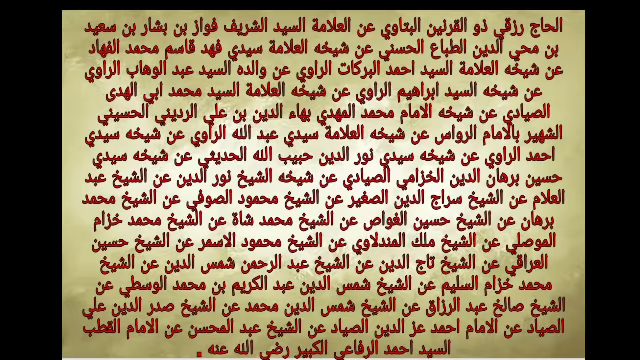 الحاج رزقي ذو القرنين البتاوي عن العلامة السيد الشريف فواز بن بشار بن سعيد
بن محي الدين الطباع الحسني عن شيخه العلامة سيدي فهد قاسم محمد الفهاد
عن شيخه العلامة السيد احمد البركات الراوي عن والده السيد عبد الوهاب الراوي
عن شيخه السيد ابراهيم الراوي عن شيخه العلامة السيد محمد ابي الهدى
الصيادي عن شيخه الامام محمد المهدي بهاء الدين بن علي الرديني الحسيني
الشهير بالامام الرواس عن شيخه العلامة سيدي عبد الله الراوي عن شيخه سيدي
احمد الراوي عن شيخه سيدي نور الدين حبيب الله الحديثي عن شيخه سيدي
حسين برهان الدين الخزامي الصيادي عن شيخه الشيخ نور الدين عن الشيخ عبد
العلام عن الشيخ سراج الدين الصغير عن الشيخ محمود الصوفي عن الشيخ محمد
برهان عن الشيخ حسين الغواص عن الشيخ محمد شاة عن الشيخ محمد خزام
الموصلي عن الشيخ ملك المندلاوي عن الشيخ محمود الاسمر عن الشيخ حسين
العراقي عن الشيخ تاج الدين عن الشيخ عبد الرحمن شمس الدين عن الشيخ
محمد خزام السليم عن الشيخ شمس الدين عبد الكريم بن محمد الوسطي عن
الشيخ صالح عبد الرزاق عن الشيخ شمس الدين محمد عن الشيخ صدر الدين علي
الصياد عن الامام احمد عز الدين الصياد عن الشيخ عبد المحسن عن الامام القطب
السيد احمد الرفاعي الكبير رضي الله عنه .